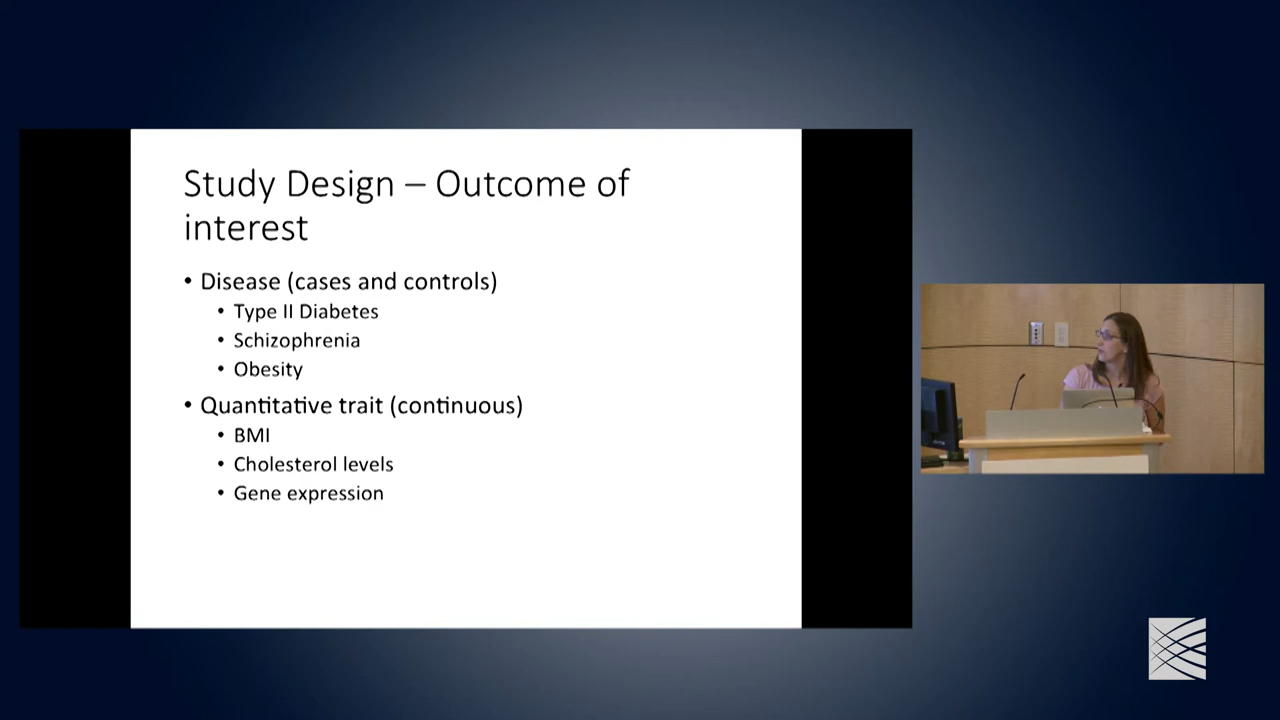 Study Design – Outcome of
interest
• Disease (cases and controls)
• Type II Diabetes
• Schizophrenia
• Obesity
• Quantitative trait (continuous)
• BMI
• Cholesterol levels
• Gene expression